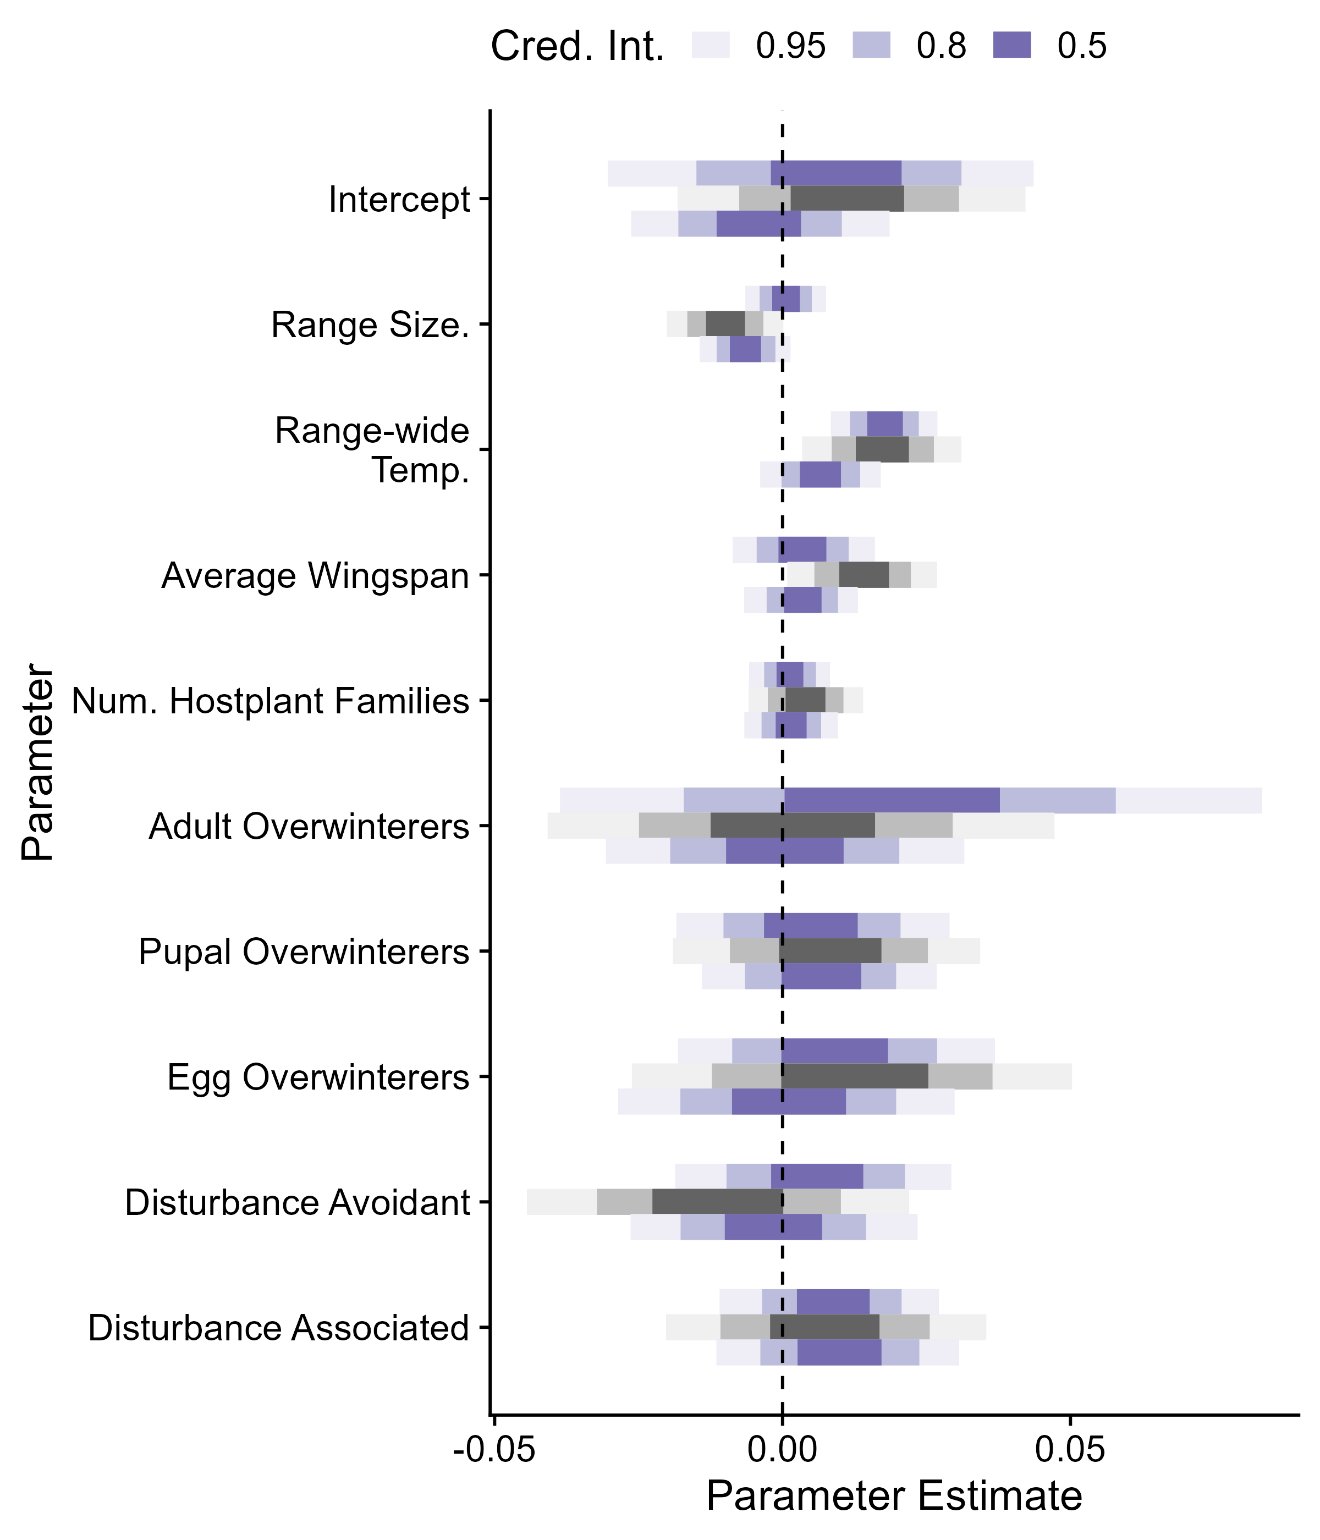 Cred. Int. 0.95 0.8 0.5
Intercept
Range Size.
Range-wide
Temp.
Average Wingspan
Num. Hostplant Families
Adult Overwinterers
Pupal Overwinterers
Egg Overwinterers
Disturbance Avoidant
Disturbance Associated
Parameter
-0.05 0.00 0.05
Parameter Estimate